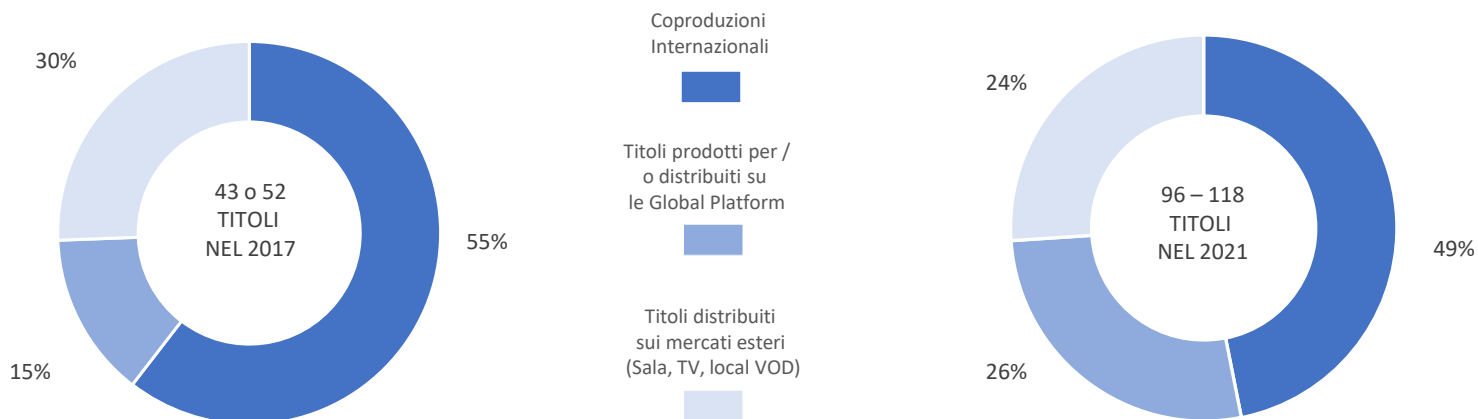 30%
43 o 52
TITOLI
NEL 2017
55%
15%
Coproduzioni
Internazionali
Titoli prodotti per /
o distribuiti su
le Global Platform
Titoli distribuiti
sui mercati esteri
(Sala, TV, local VOD)
24%
96 – 118
TITOLI
NEL 2021
49%
26%